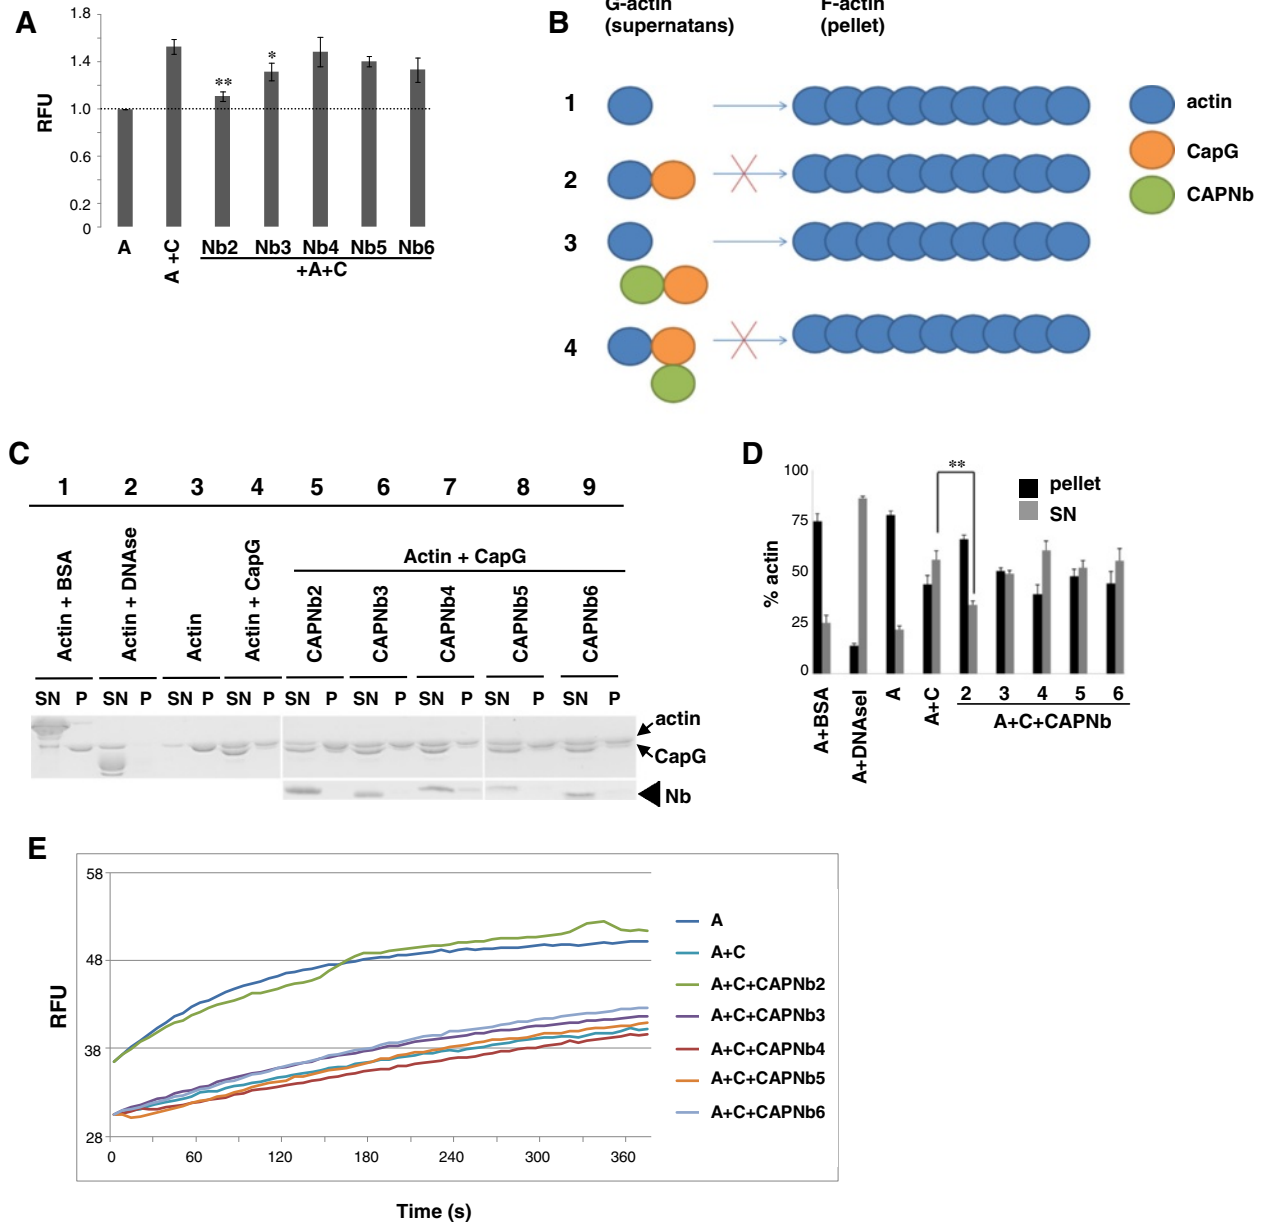 A
1.8
1.4
1.0
0.6
0.2
0
RFU
**
*
A
A +C
Nb2
Nb3
Nb4
Nb5
Nb6
+A+C
B
G-actin
(supernatans)
F-actin
(pellet)
1
2
3
4
actin
CapG
CAPNb
C
1 2 3 4 5 6 7 8 9
Actin + BSA
Actin + DNAse
Actin
Actin + CapG
Actin + CapG
CAPNb2
CAPNb3
CAPNb4
CAPNb5
CAPNb6
SN P SN P SN P SN P SN P SN P SN P SN P SN P
actin
CapG
Nb
D
100
75
50
25
0
% actin
**
pellet
SN
A+BSA
A+DNAseI
A
A+C
2 3 4 5 6
A+C+CAPNb
E
58
48
38
28
RFU
0 60 120 180 240 300 360
Time (s)
A
A+C
A+C+CAPNb2
A+C+CAPNb3
A+C+CAPNb4
A+C+CAPNb5
A+C+CAPNb6